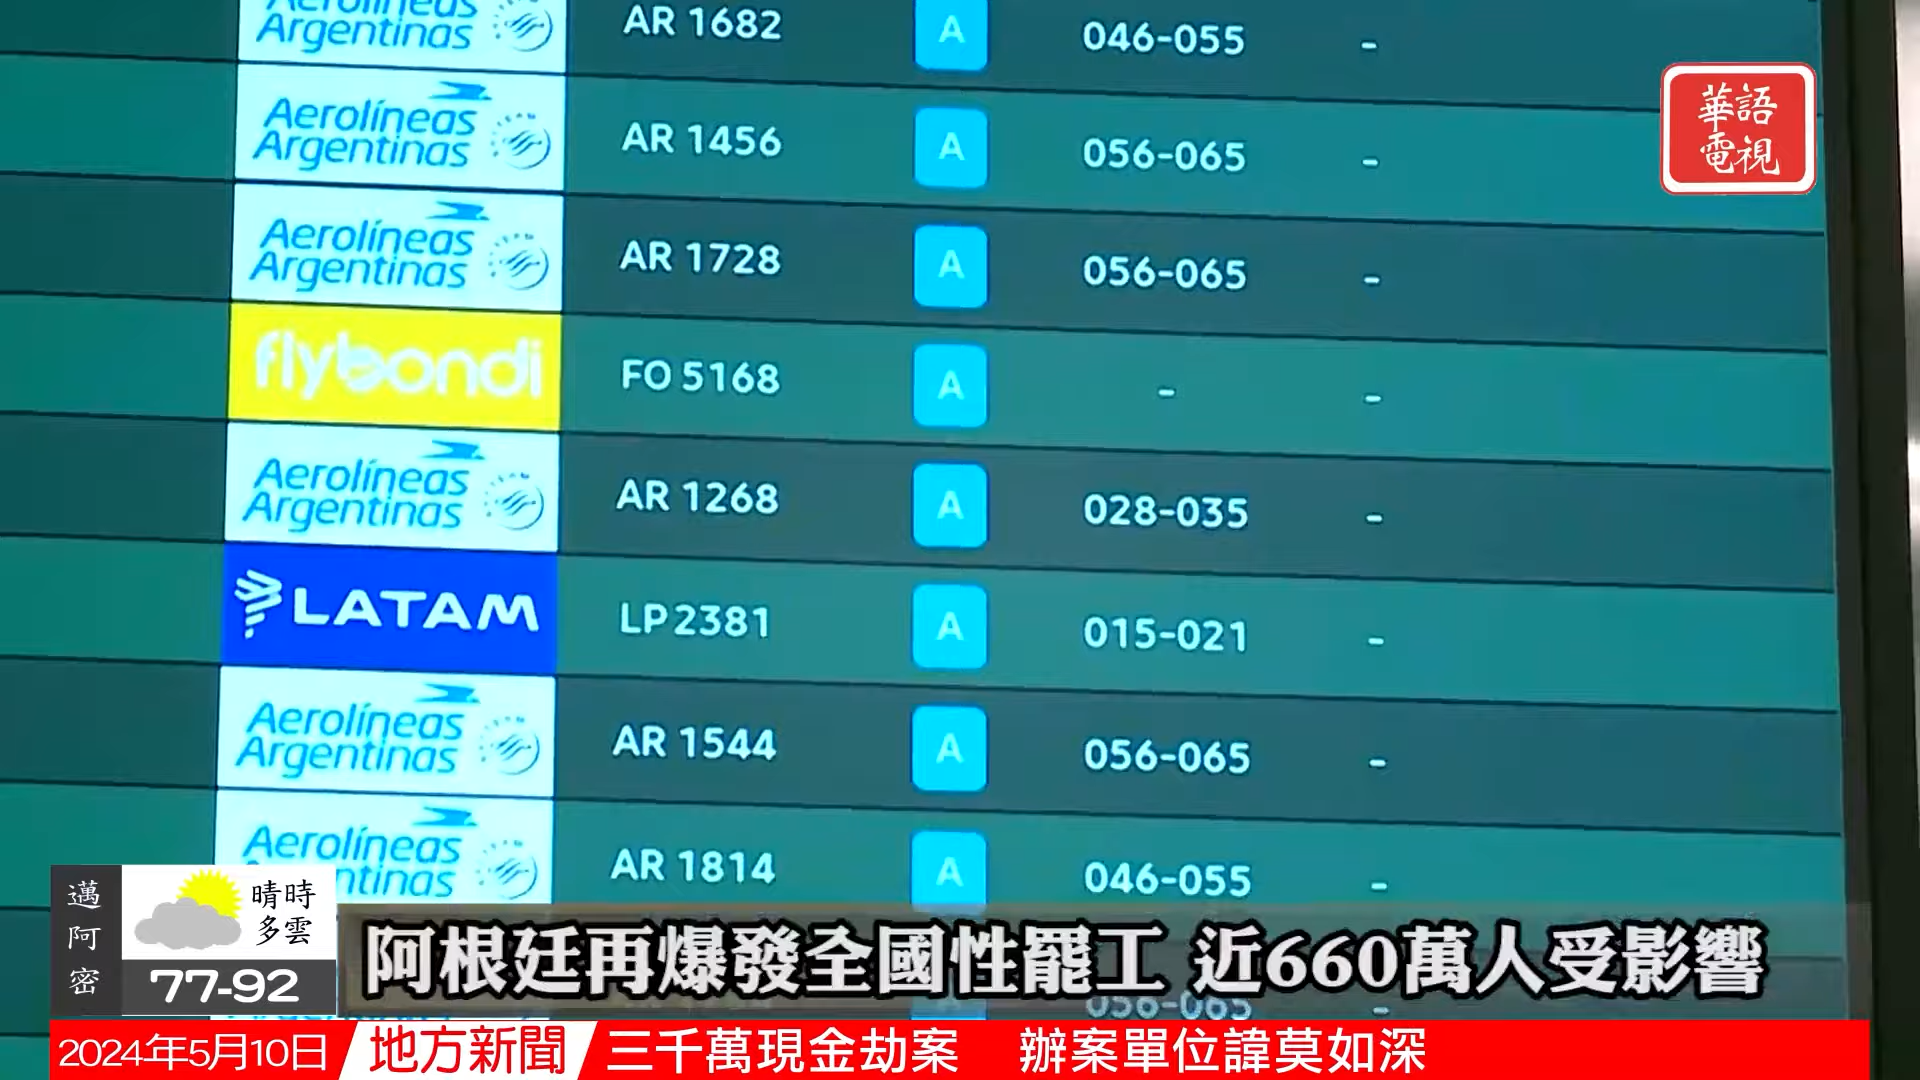 Aerolíneas
Argentinas
AR 1682 A 046-055 -
Aerolíneas
Argentinas
AR 1456 A 056-065 -
華語
電視
Aerolíneas
Argentinas
AR 1728 A 056-065 -
flybondi
FO 5168 A - -
Aerolíneas
Argentinas
AR 1268 A 028-035 -
LATAM
LP 2381 A 015-021 -
Aerolíneas
Argentinas
AR 1544 A 056-065 -
Aerolíneas
AR 1814 A 046-055 -
邁阿密
晴時
多雲
77-92
阿根廷再爆發全國性罷工 近660萬人受影響
056-065 -
2024年5月10日 地方新聞 三千萬現金劫案 辦案單位諱莫如深